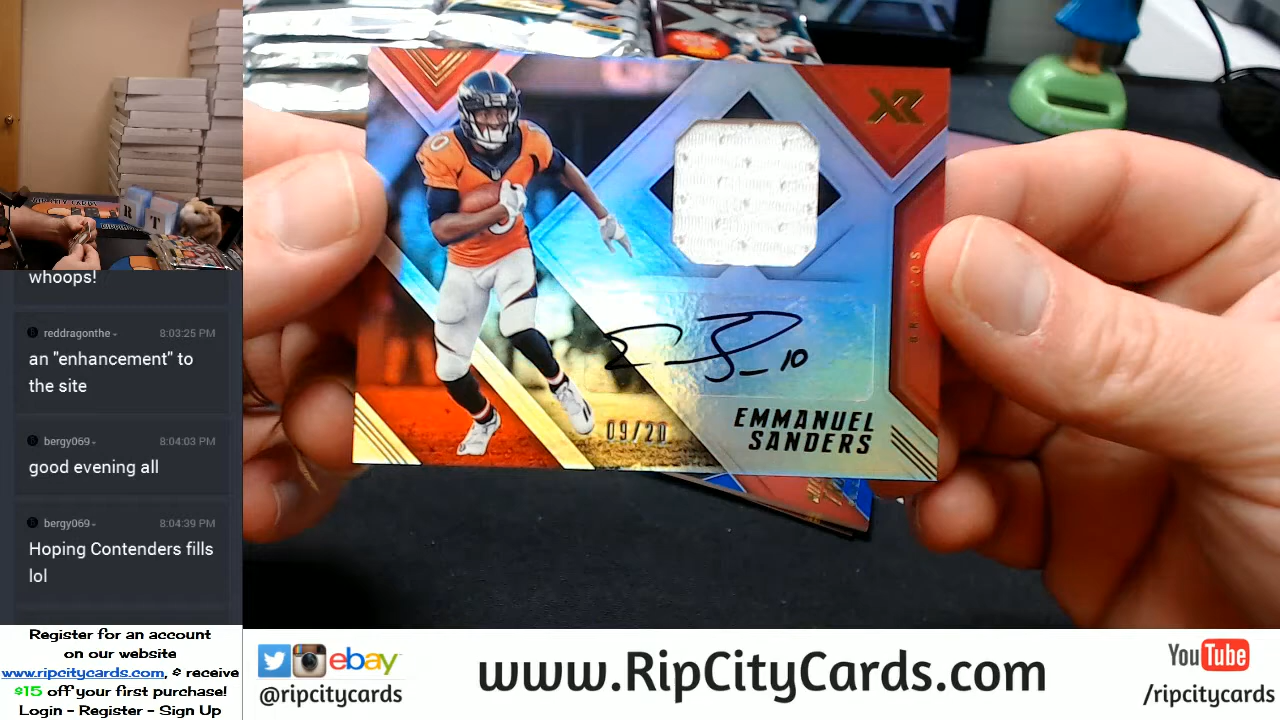 whoops!
reddragonthe
8:03:25 PM
an "enhancement" to
the site
bergy069
8:04:03 PM
good evening all
bergy069
8:04:39 PM
Hoping Contenders fills
lol
Register for an account
on our website
www.ripcitycards.com, & receive
$15 off your first purchase!
Login - Register - Sign Up
XR
BRONCOS
10
09/20
EMMANUEL
SANDERS
R T
ebay
@ripcitycards
www.RipCityCards.com
YouTube
/ripcitycards